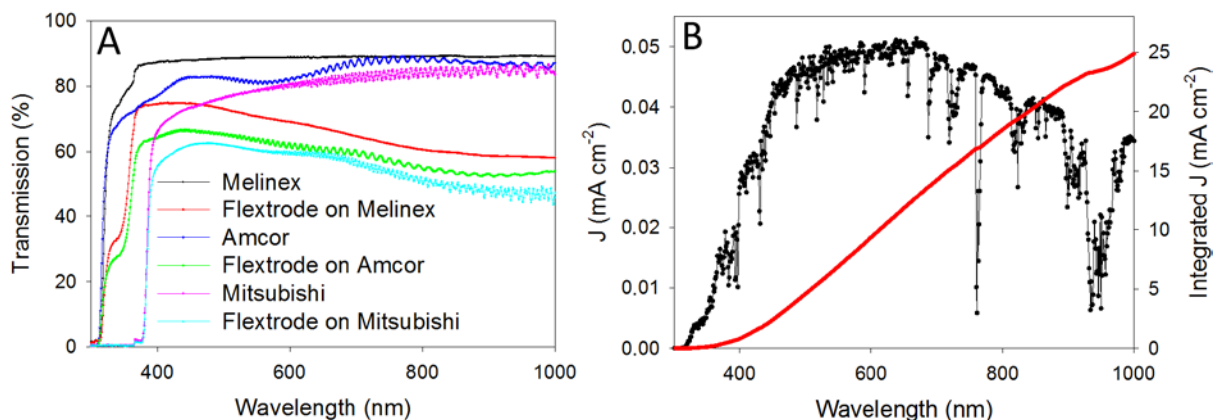 A
Transmission (%)
100
80
60
40
20
0
Melinex
Flextrode on Melinex
Amcor
Flextrode on Amcor
Mitsubishi
Flextrode on Mitsubishi
400
600
800
1000
Wavelength (nm)
B
J (mA cm-2)
0.05
0.04
0.03
0.02
0.01
0.00
25
20
15
10
5
0
Integrated J (mA cm-2)
400
600
800
1000
Wavelength (nm)